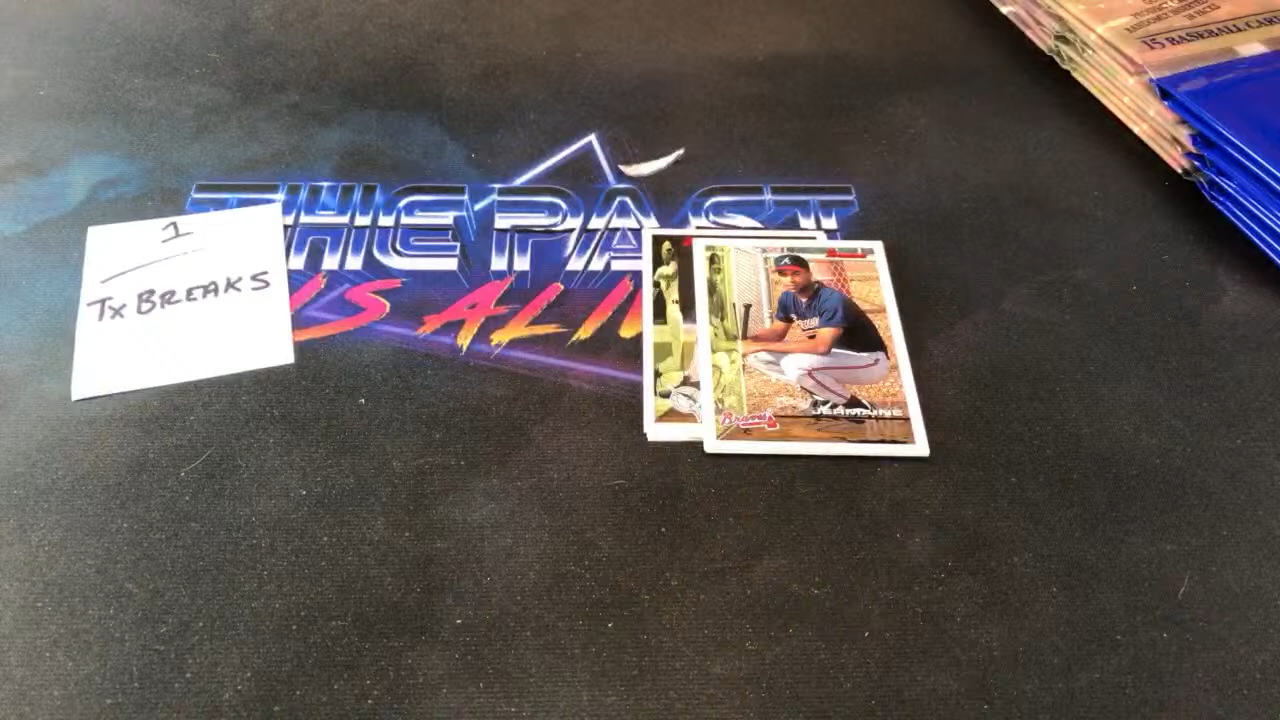 15 BASEBALL CARDS
1
TX BREAKS
THE PAST
IS ALIV
Braves
JERMAINE